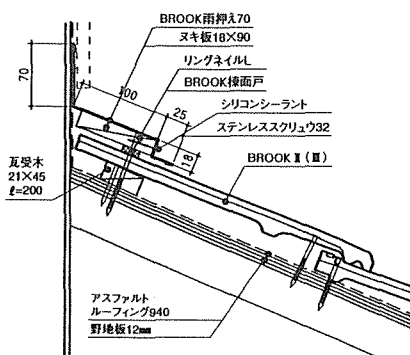 BROOK雨押え70
ヌキ板18×90
リングネイルL
BROOK棟面戸
シリコンシーラント
ステンレススクリュウ32
BROOK Ⅱ (Ⅲ)
70
100
25
18
瓦受木
21×45
ℓ=200
アスファルト
ルーフィング940
野地板12mm